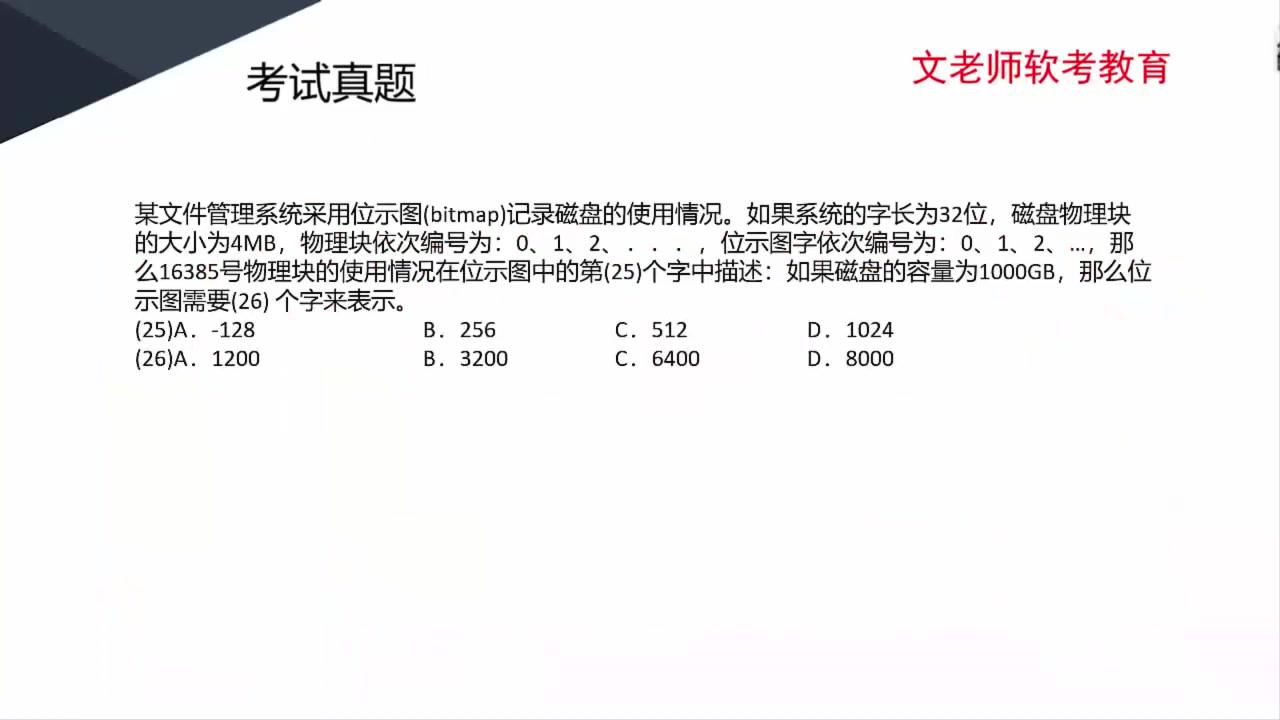 考试真题
文老师软考教育
某文件管理系统采用位示图(bitmap)记录磁盘的使用情况。如果系统的字长为32位，磁盘物理块
的大小为4MB，物理块依次编号为：0、1、2、．．．，位示图字依次编号为：0、1、2、...，那
么16385号物理块的使用情况在位示图中的第(25)个字中描述：如果磁盘的容量为1000GB，那么位
示图需要(26) 个字来表示。
(25)A．-128 B．256 C．512 D．1024
(26)A．1200 B．3200 C．6400 D．8000